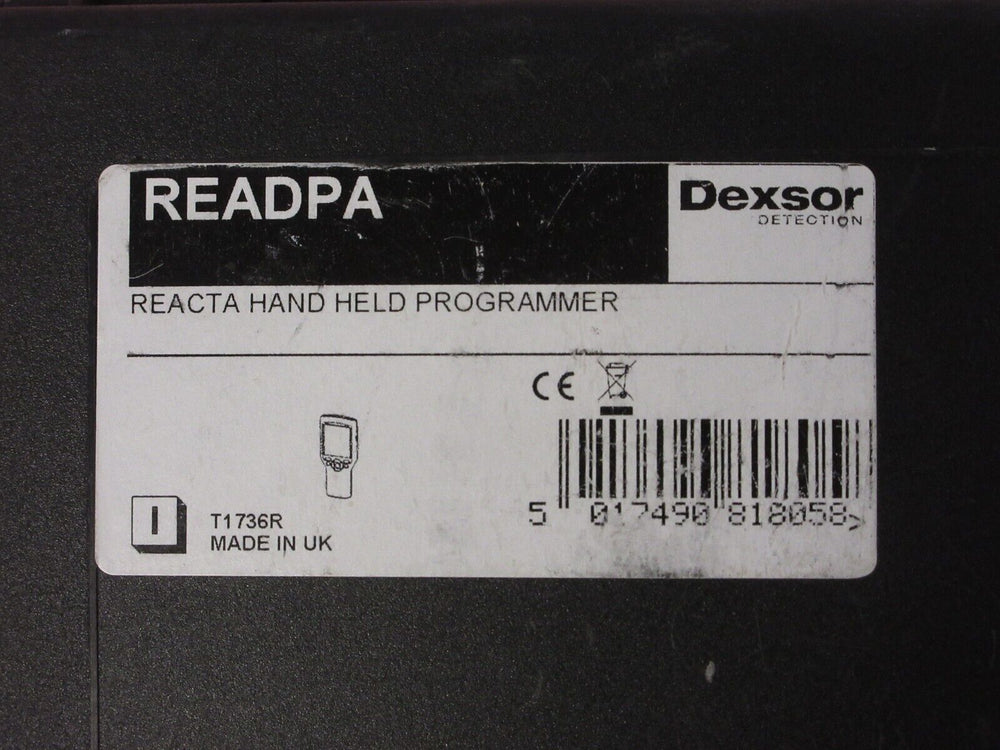 READPA
Dexsor
DETECTION
REACTA HAND HELD PROGRAMMER
CE
5 017490 818058 >
I
T1736R
MADE IN UK